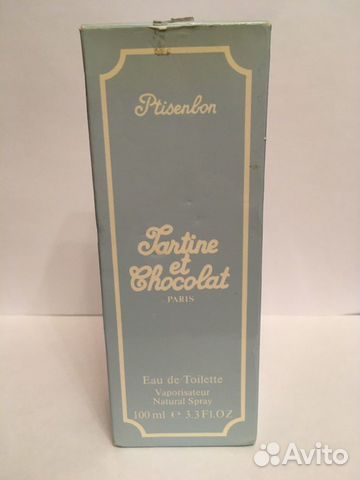 Ptisenbon
Tartine
et
Chocolat
PARIS
Eau de Toilette
Vaporisateur
Natural Spray
100 ml e 3.3 FL.OZ
Avito